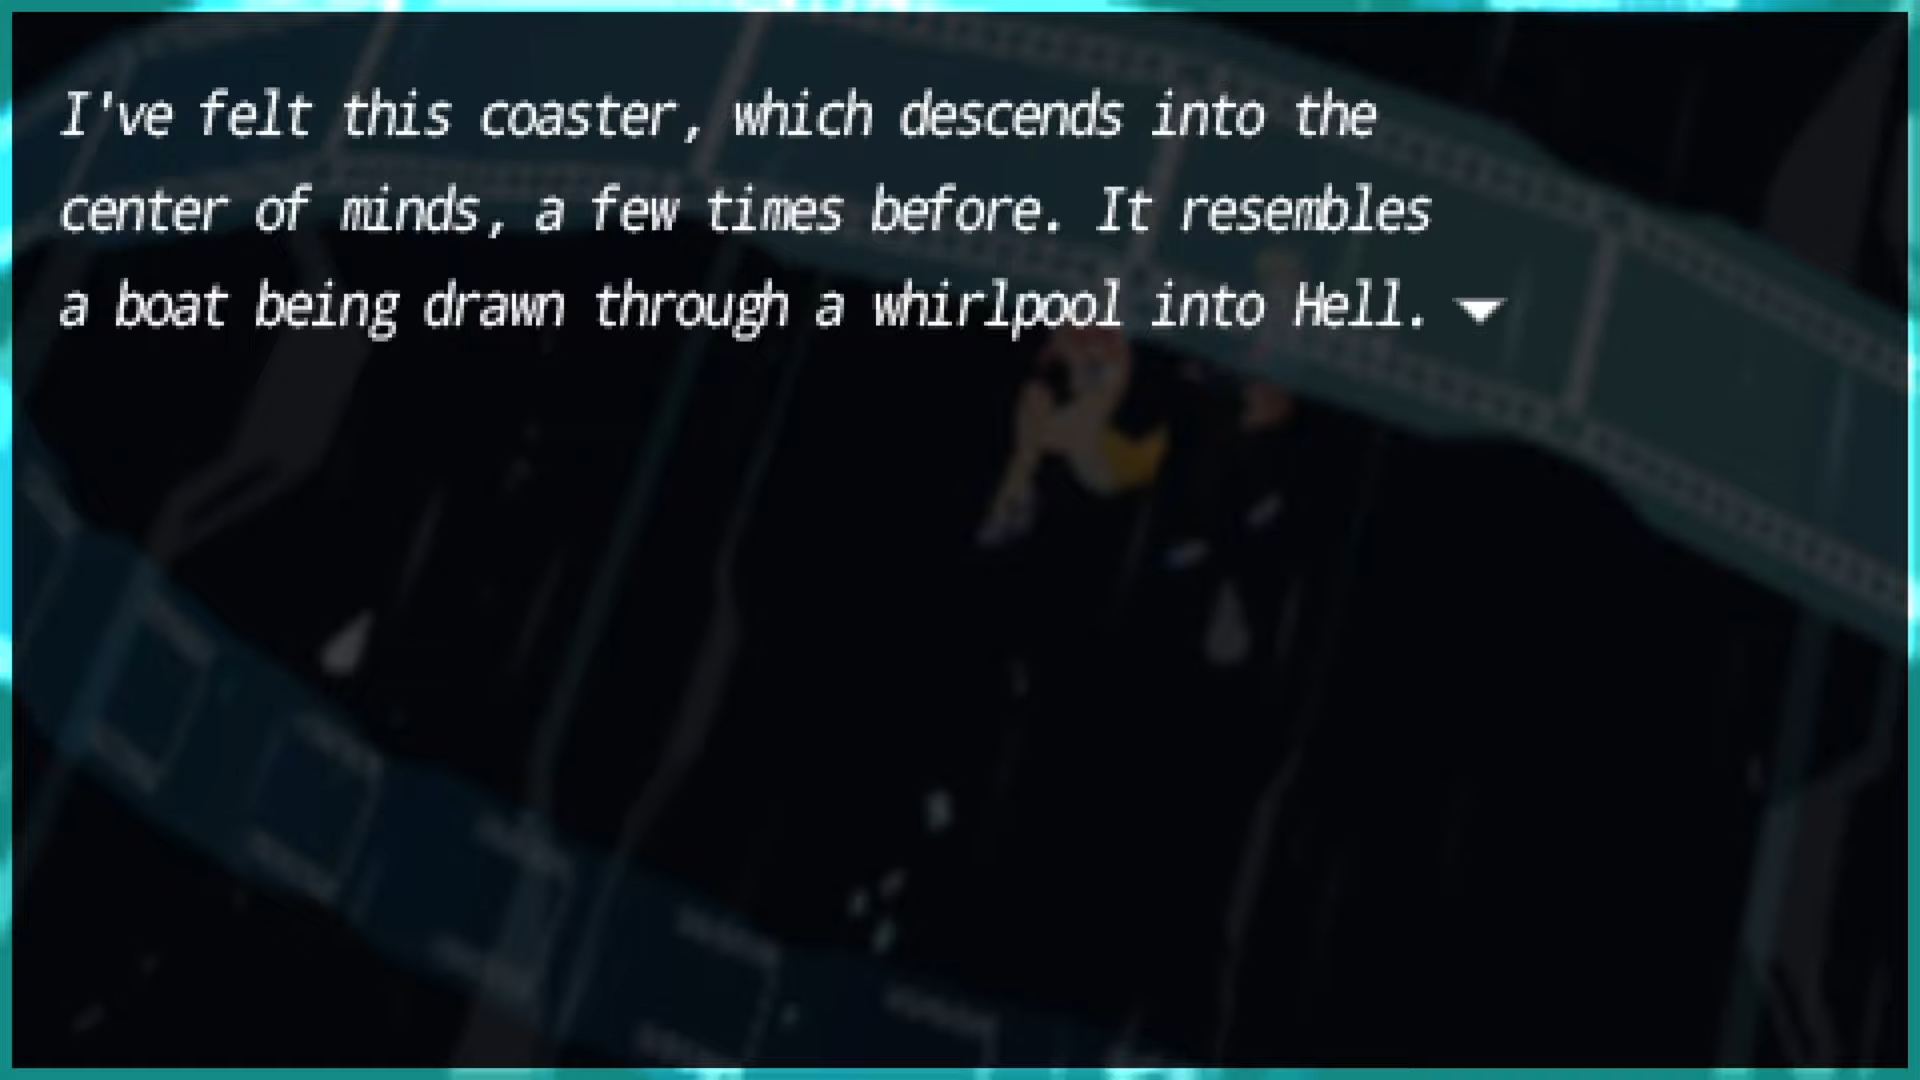 I've felt this coaster, which descends into the
center of minds, a few times before. It resembles
a boat being drawn through a whirlpool into Hell.